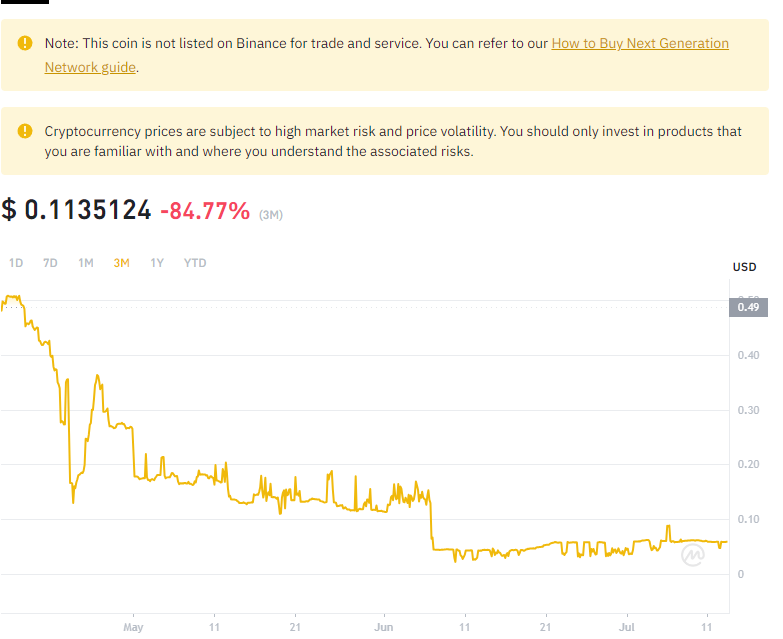 Note: This coin is not listed on Binance for trade and service. You can refer to our How to Buy Next Generation
Network guide.
Cryptocurrency prices are subject to high market risk and price volatility. You should only invest in products that
you are familiar with and where you understand the associated risks.
$ 0.1135124 -84.77% (3M)
1D 7D 1M 3M 1Y YTD
USD
0.49
0.40
0.30
0.20
0.10
0
May 11 21 Jun 11 21 Jul 11